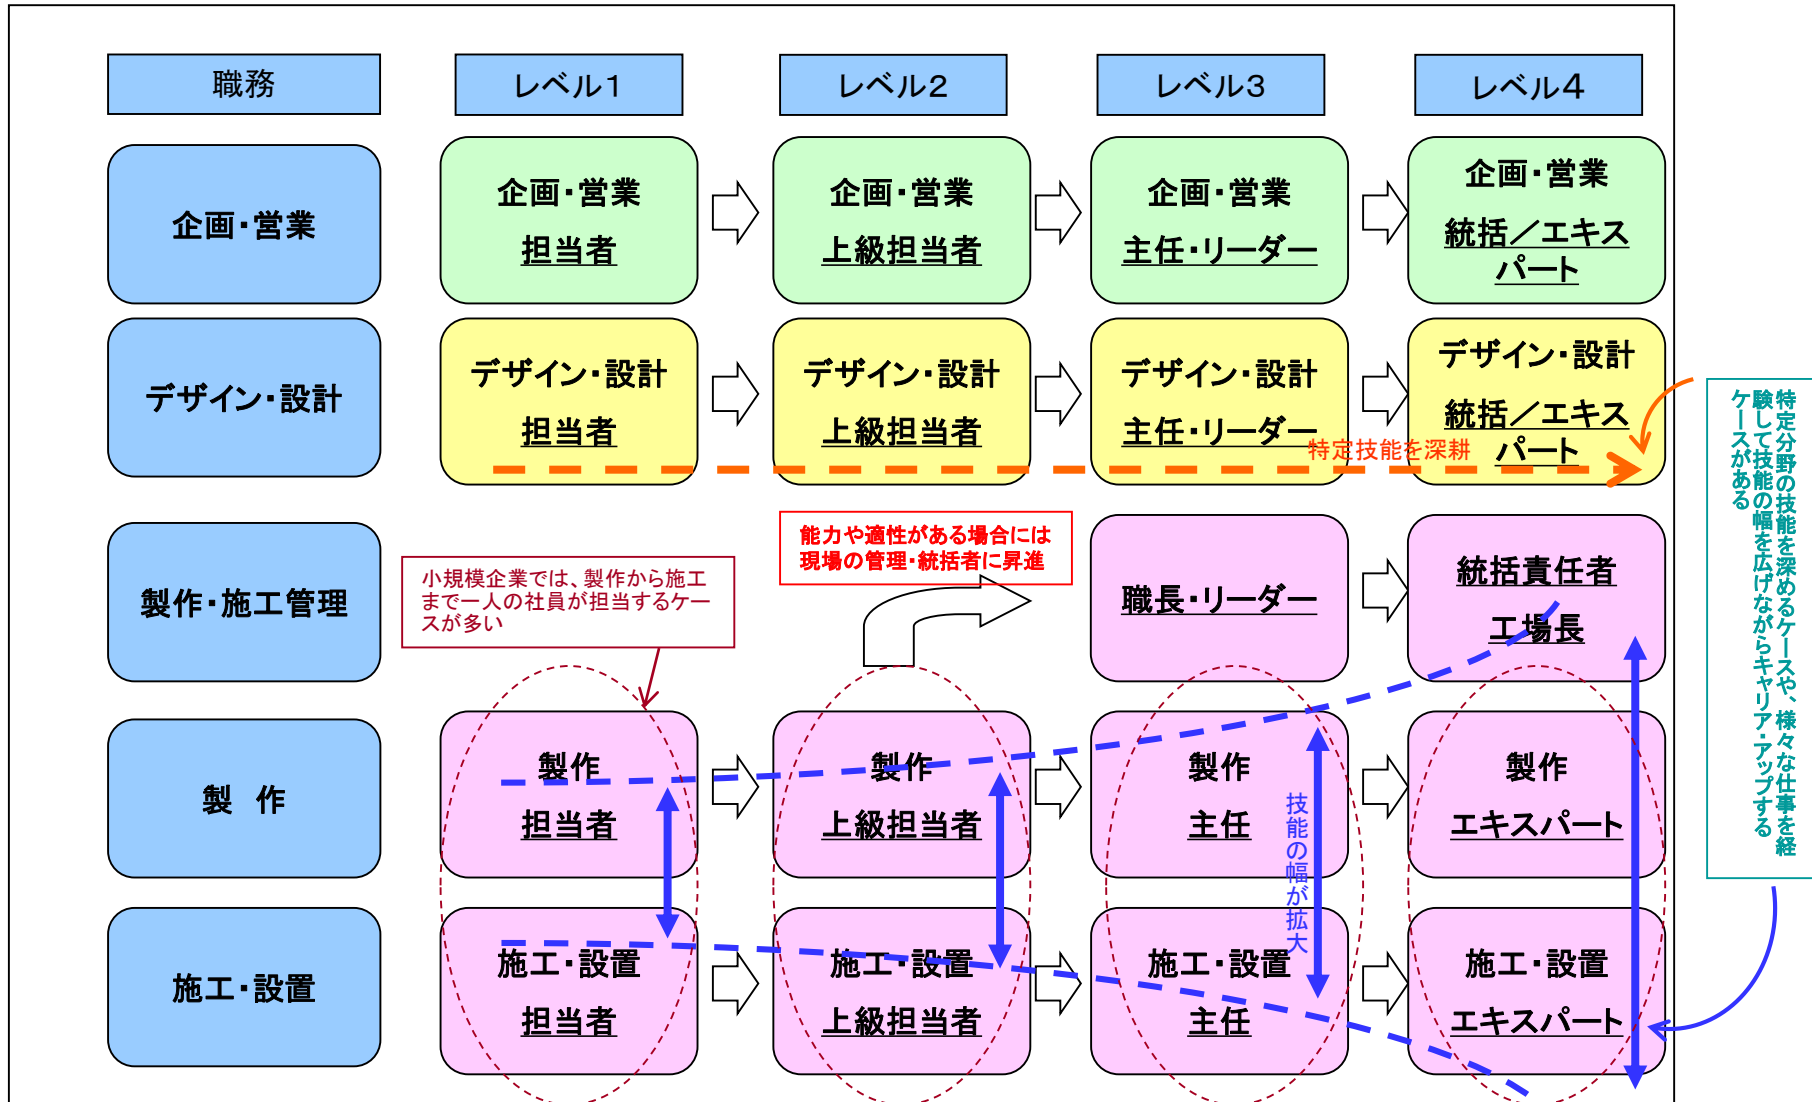 職務
レベル1
レベル2
レベル3
レベル4
企画・営業
企画・営業
担当者
企画・営業
上級担当者
企画・営業
主任・リーダー
企画・営業
統括／エキス
パート
デザイン・設計
デザイン・設計
担当者
デザイン・設計
上級担当者
デザイン・設計
主任・リーダー
デザイン・設計
統括／エキス
パート
特定技能を深耕
特定分野の技能を深めるケースや、様々な仕事を経
験して技能の幅を広げながらキャリア・アップする
ケースがある
製作・施工管理
小規模企業では、製作から施工
まで一人の社員が担当するケー
スが多い
能力や適性がある場合には
現場の管理・統括者に昇進
職長・リーダー
統括責任者
工場長
製　作
製作
担当者
製作
上級担当者
製作
主任
製作
エキスパート
技能の幅が拡大
施工・設置
施工・設置
担当者
施工・設置
上級担当者
施工・設置
主任
施工・設置
エキスパート